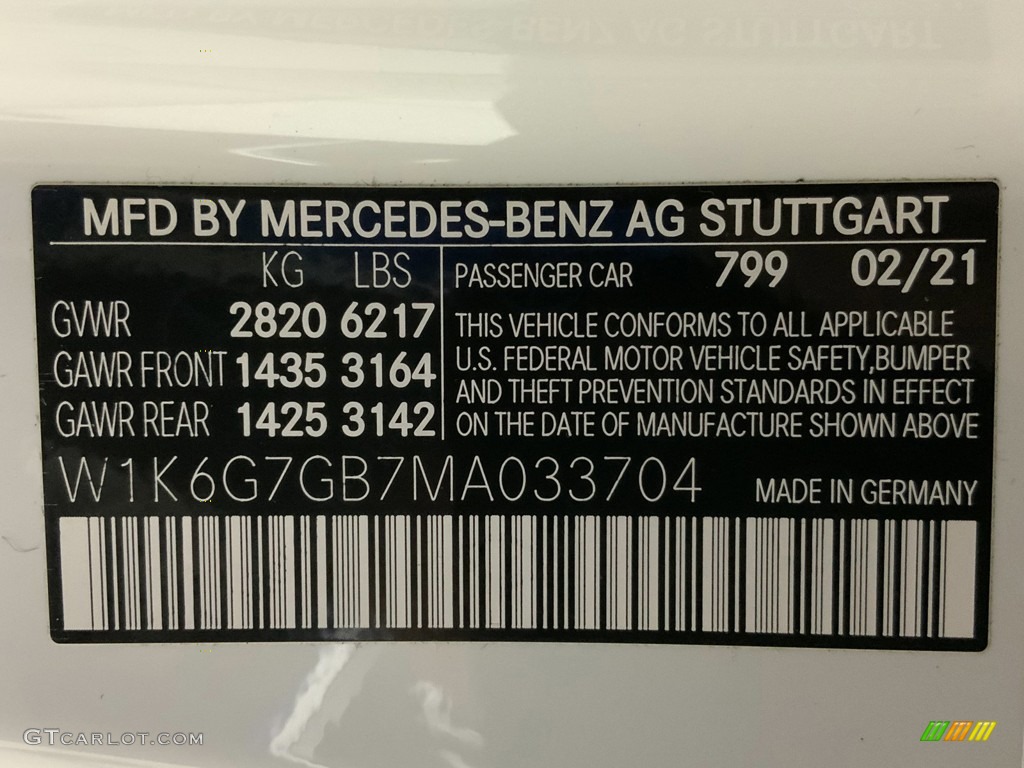 MFD BY MERCEDES-BENZ AG STUTTGART
KG LBS
GVWR 2820 6217
GAWR FRONT 1435 3164
GAWR REAR 1425 3142
PASSENGER CAR 799 02/21
THIS VEHICLE CONFORMS TO ALL APPLICABLE
U.S. FEDERAL MOTOR VEHICLE SAFETY, BUMPER
AND THEFT PREVENTION STANDARDS IN EFFECT
ON THE DATE OF MANUFACTURE SHOWN ABOVE
W1K6G7GB7MA033704 MADE IN GERMANY
GTCARLOT.COM